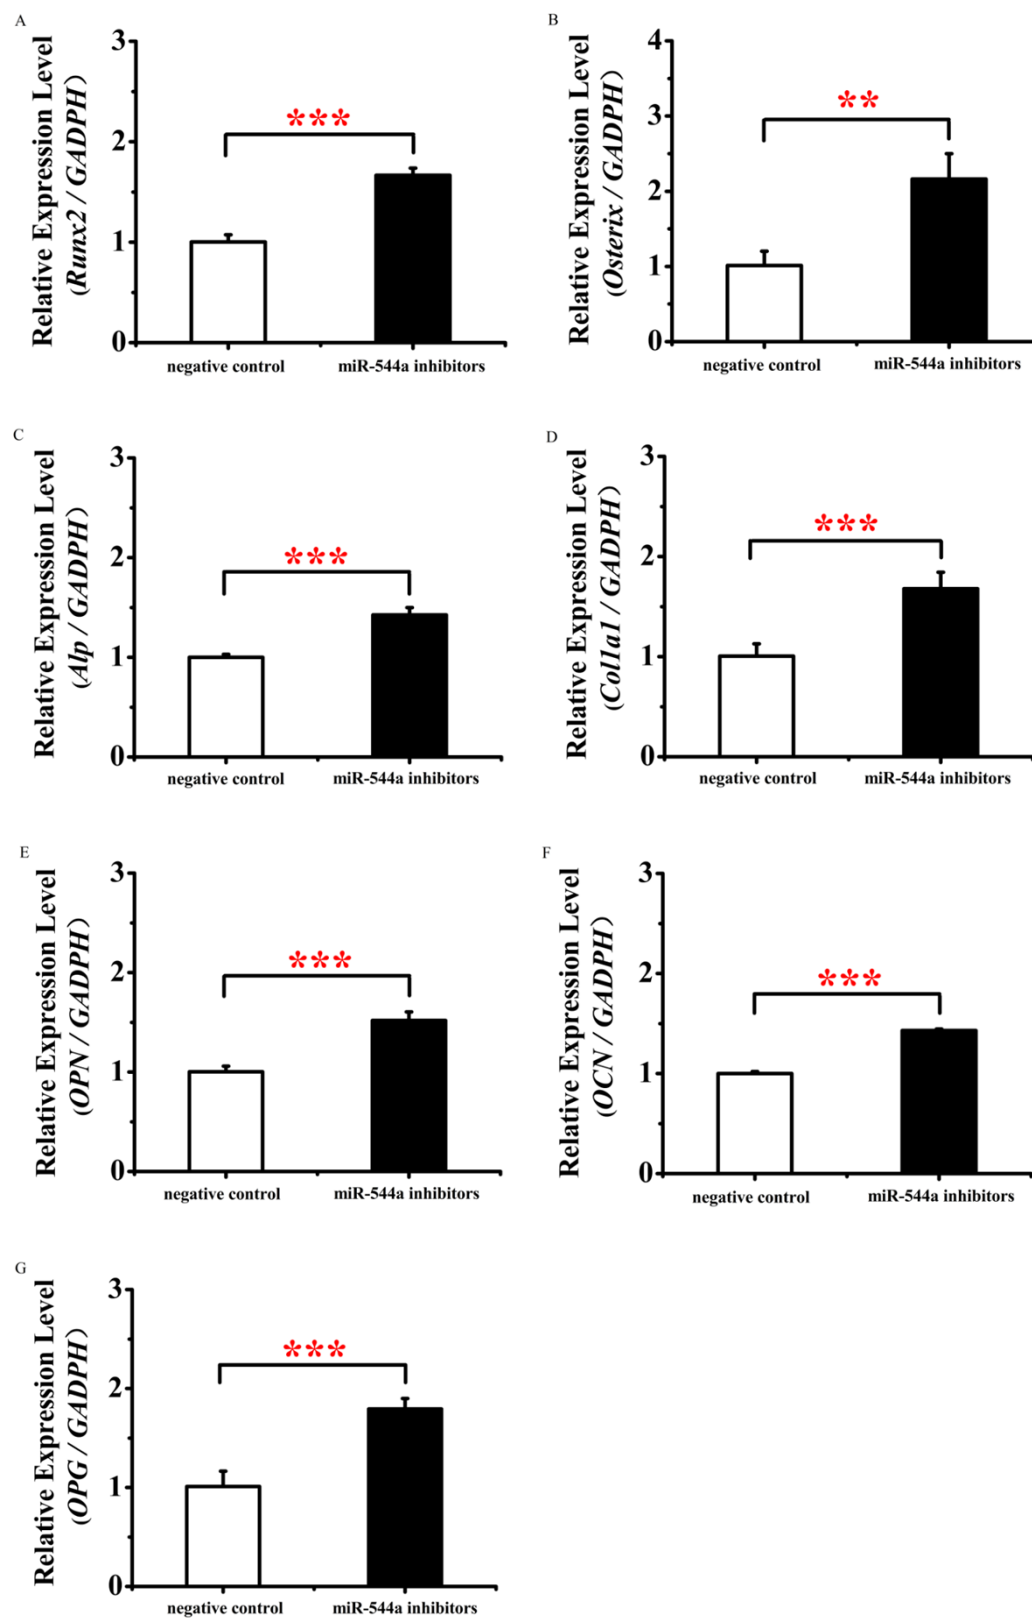 A
Relative Expression Level
(Runx2 / GADPH)
3
2
1
0
***
negative control
miR-544a inhibitors
B
Relative Expression Level
(Osterix / GADPH)
4
3
2
1
0
**
negative control
miR-544a inhibitors
C
Relative Expression Level
(Alp / GADPH)
3
2
1
0
***
negative control
miR-544a inhibitors
D
Relative Expression Level
(Col1a1 / GADPH)
3
2
1
0
***
negative control
miR-544a inhibitors
E
Relative Expression Level
(OPN / GADPH)
3
2
1
0
***
negative control
miR-544a inhibitors
F
Relative Expression Level
(OCN / GADPH)
3
2
1
0
***
negative control
miR-544a inhibitors
G
Relative Expression Level
(OPG / GADPH)
3
2
1
0
***
negative control
miR-544a inhibitors